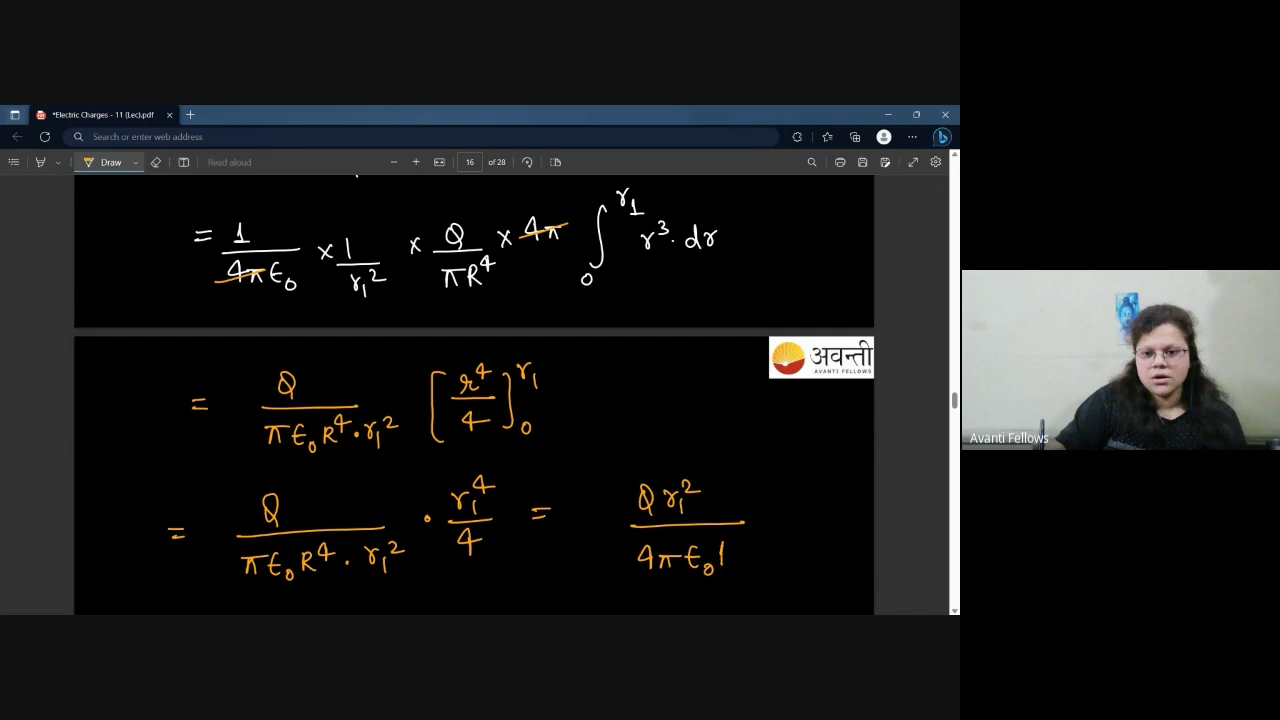 *Electric Charges - 11 (Lec).pdf
Search or enter web address
Draw
Read aloud
16 of 28
= 1/4πϵ₀ × 1/r₁² × Q/πR⁴ × 4π ∫₀^r₁ r³. dr
अवन्ती
AVANTI FELLOWS
= Q/πϵ₀R⁴.r₁² [r⁴/4]₀^r₁
= Q/πϵ₀R⁴.r₁² . r₁⁴/4 = Qr₁²/4πϵ₀
Avanti Fellows